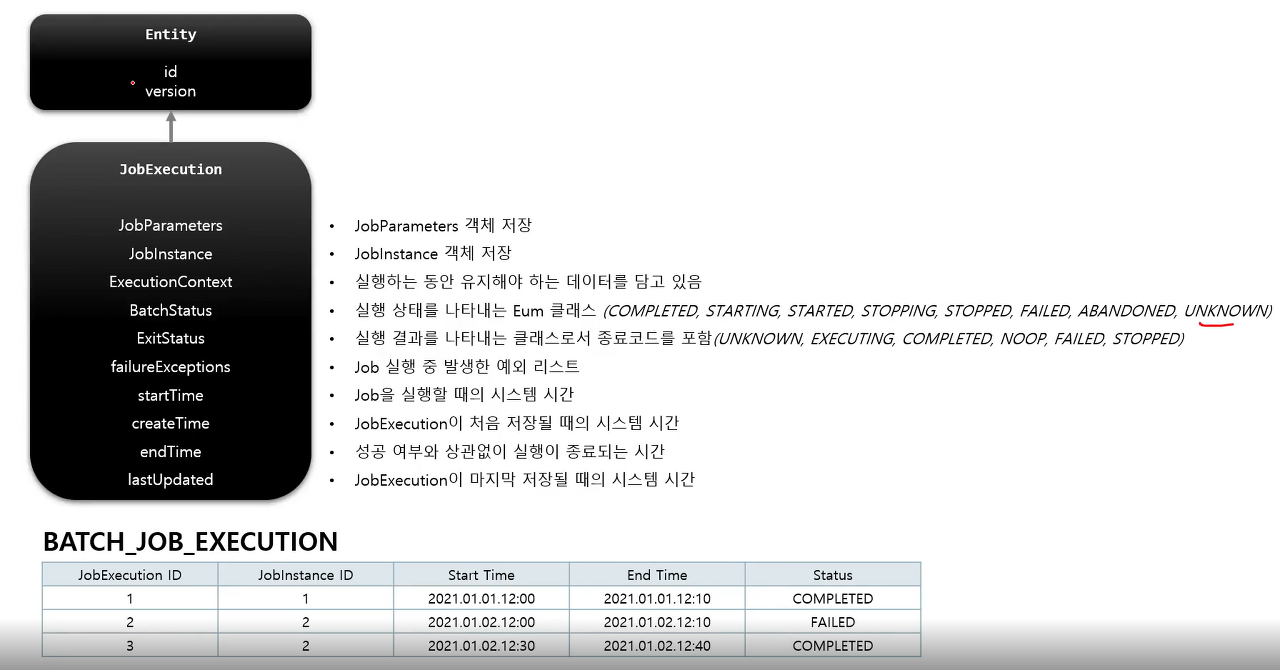 Entity
id
version
JobExecution
JobParameters
• JobParameters 객체 저장
JobInstance
• JobInstance 객체 저장
ExecutionContext
• 실행하는 동안 유지해야 하는 데이터를 담고 있음
BatchStatus
• 실행 상태를 나타내는 Eum 클래스 (COMPLETED, STARTING, STARTED, STOPPING, STOPPED, FAILED, ABANDONED, UNKNOWN)
ExitStatus
• 실행 결과를 나타내는 클래스로서 종료코드를 포함(UNKNOWN, EXECUTING, COMPLETED, NOOP, FAILED, STOPPED)
failureExceptions
• Job 실행 중 발생한 예외 리스트
startTime
• Job을 실행할 때의 시스템 시간
createTime
• JobExecution이 처음 저장될 때의 시스템 시간
endTime
• 성공 여부와 상관없이 실행이 종료되는 시간
lastUpdated
• JobExecution이 마지막 저장될 때의 시스템 시간
BATCH_JOB_EXECUTION
JobExecution ID JobInstance ID Start Time End Time Status
1 1 2021.01.01.12:00 2021.01.01.12:10 COMPLETED
2 2 2021.01.02.12:00 2021.01.02.12:10 FAILED
3 2 2021.01.02.12:30 2021.01.02.12:40 COMPLETED